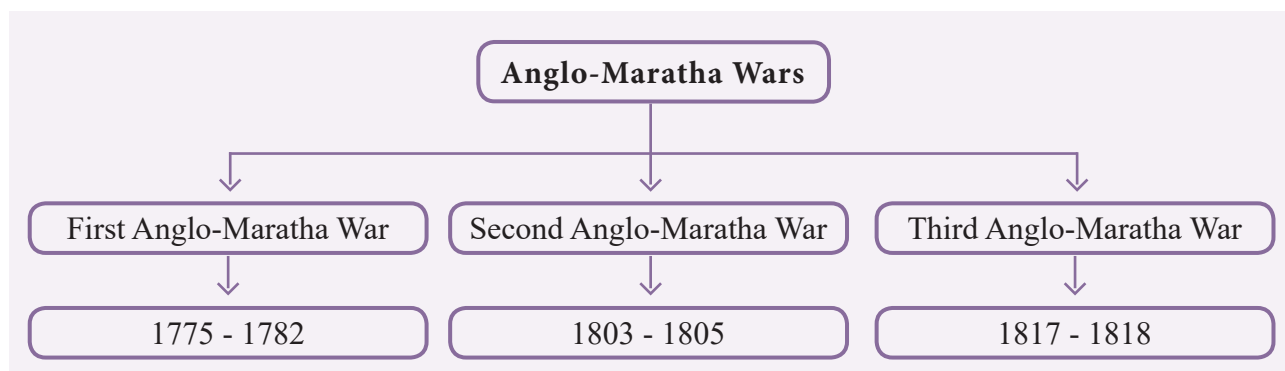 Anglo-Maratha Wars
First Anglo-Maratha War
Second Anglo-Maratha War
Third Anglo-Maratha War
1775 - 1782
1803 - 1805
1817 - 1818